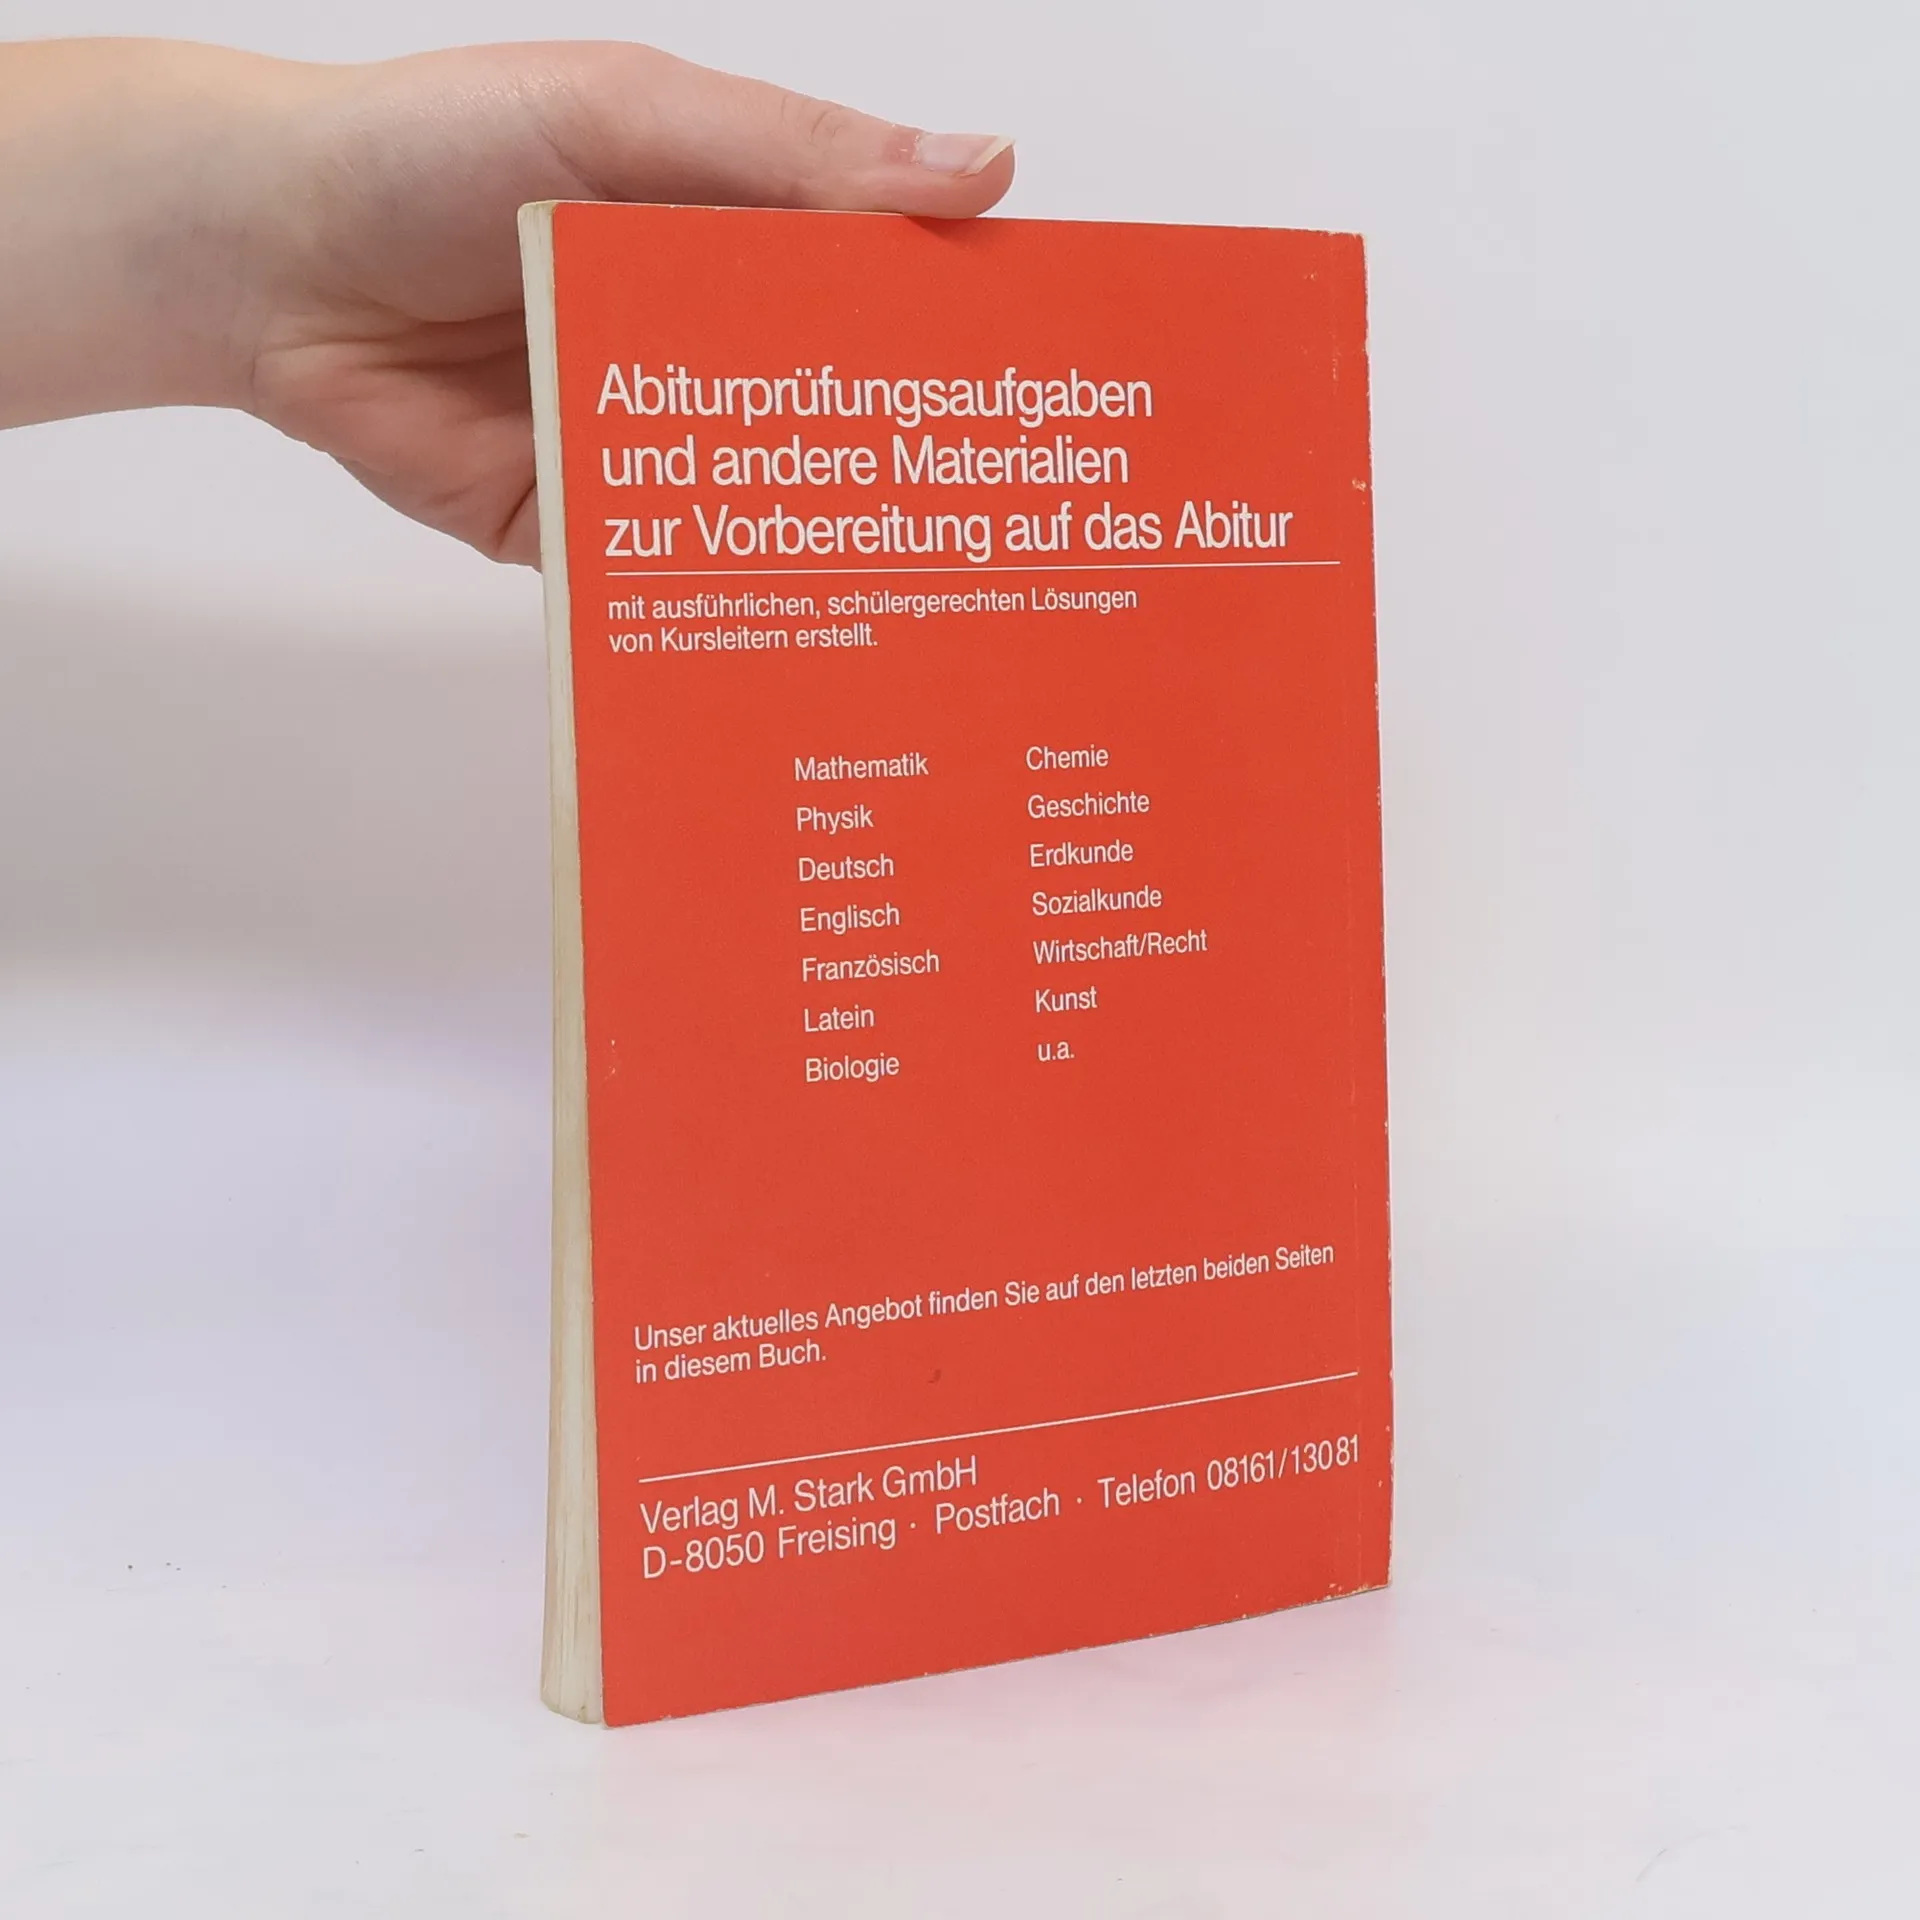 Abiturprüfungsaufgaben
und andere Materialien
zur Vorbereitung auf das Abitur
mit ausführlichen, schülergerechten Lösungen
von Kursleitern erstellt.
Mathematik
Physik
Deutsch
Englisch
Französisch
Latein
Biologie
Chemie
Geschichte
Erdkunde
Sozialkunde
Wirtschaft/Recht
Kunst
u.a.
Unser aktuelles Angebot finden Sie auf den letzten beiden Seiten
in diesem Buch.
Verlag M. Stark GmbH
D-8050 Freising · Postfach · Telefon 08161/13081